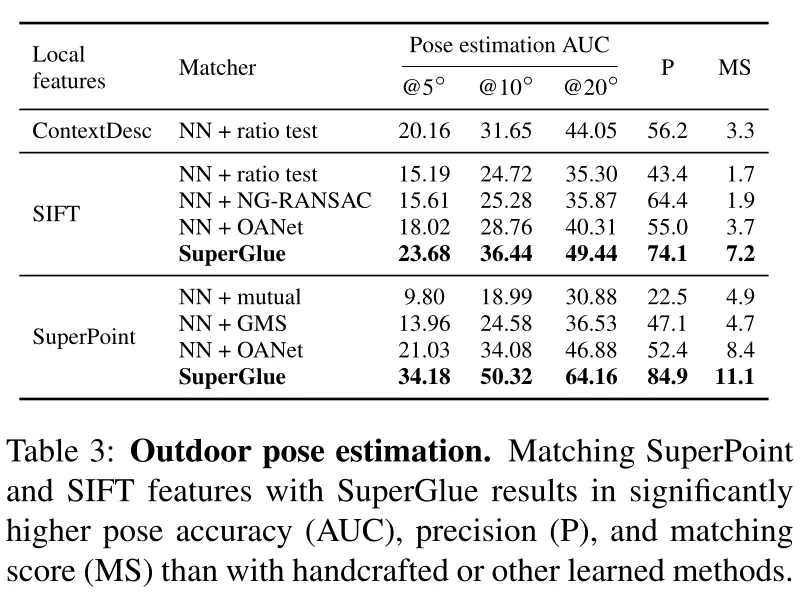 Local features Matcher Pose estimation AUC P MS
@5° @10° @20°
ContextDesc NN + ratio test 20.16 31.65 44.05 56.2 3.3
SIFT NN + ratio test 15.19 24.72 35.30 43.4 1.7
NN + NG-RANSAC 15.61 25.28 35.87 64.4 1.9
NN + OANet 18.02 28.76 40.31 55.0 3.7
SuperGlue 23.68 36.44 49.44 74.1 7.2
SuperPoint NN + mutual 9.80 18.99 30.88 22.5 4.9
NN + GMS 13.96 24.58 36.53 47.1 4.7
NN + OANet 21.03 34.08 46.88 52.4 8.4
SuperGlue 34.18 50.32 64.16 84.9 11.1
Table 3: Outdoor pose estimation. Matching SuperPoint
and SIFT features with SuperGlue results in significantly
higher pose accuracy (AUC), precision (P), and matching
score (MS) than with handcrafted or other learned methods.